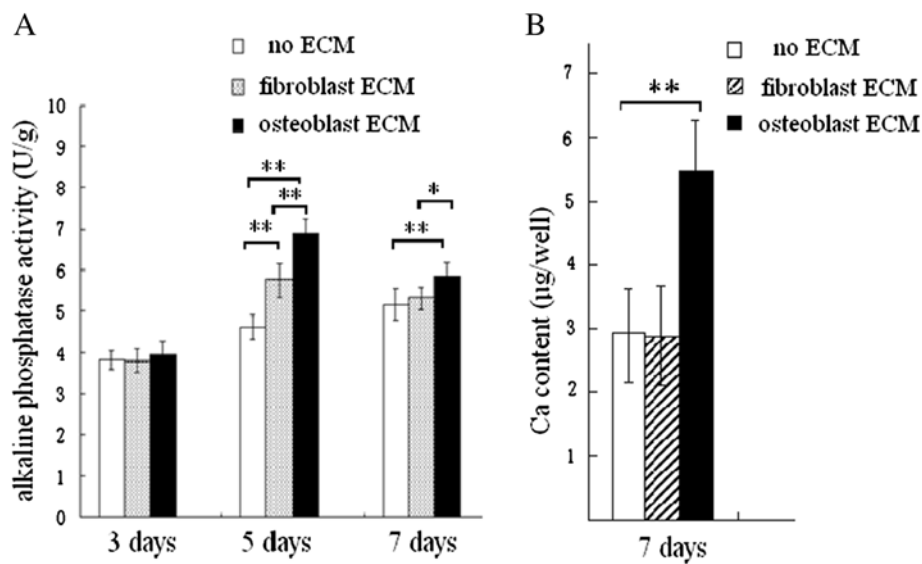 A
no ECM
fibroblast ECM
osteoblast ECM
alkaline phosphatase activity (U/g)
10
9
8
7
6
5
4
3
2
1
0
**
**
**
*
**
3 days
5 days
7 days
B
no ECM
fibroblast ECM
osteoblast ECM
Ca content (µg/well)
7
6
5
4
3
2
1
**
7 days